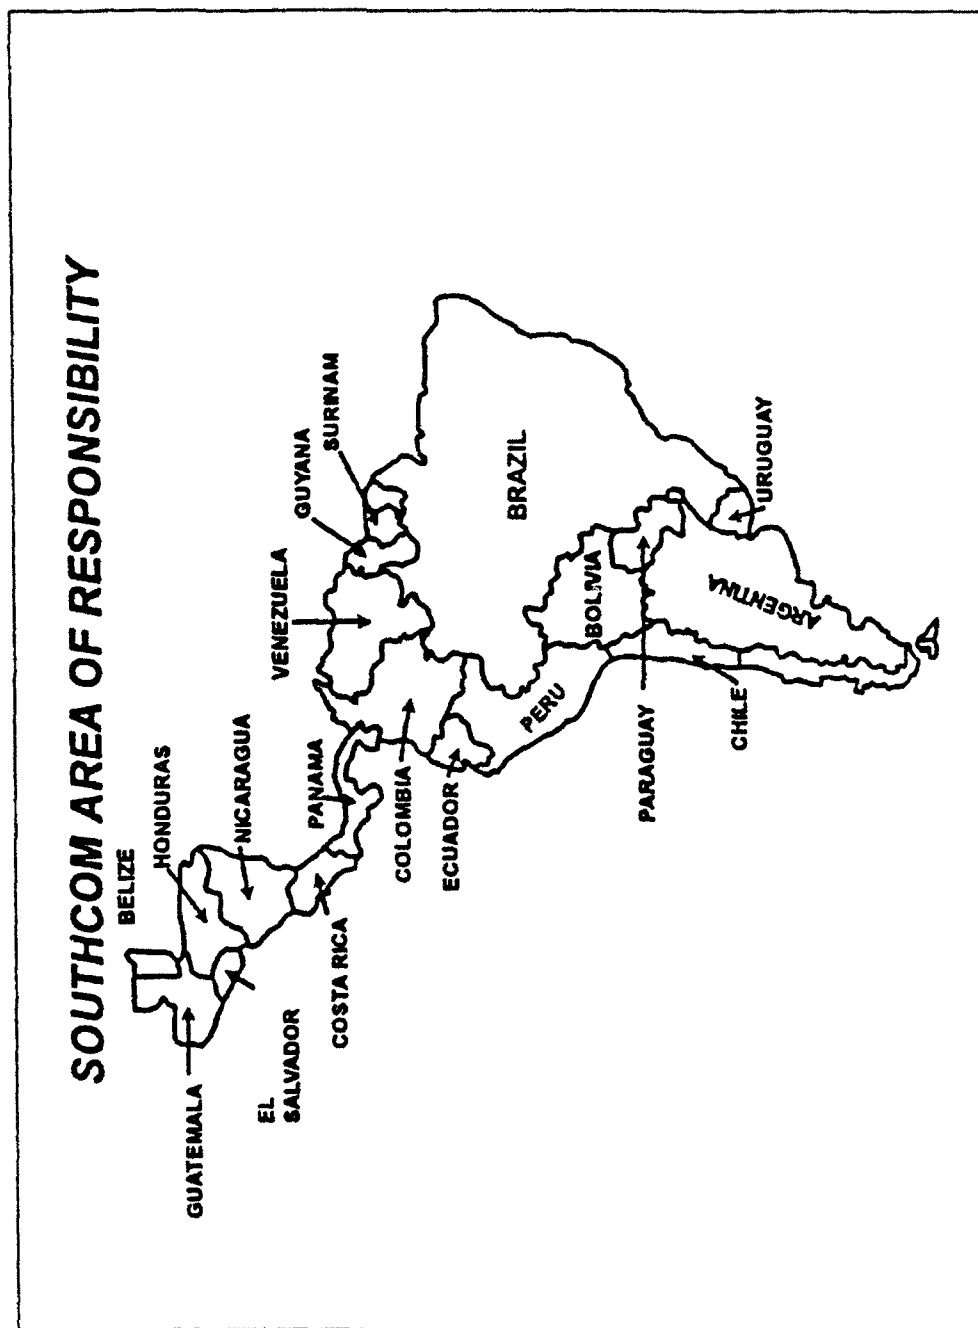 SOUTHCOM AREA OF RESPONSIBILITY
BELIZE
HONDURAS
GUATEMALA
NICARAGUA
EL
SALVADOR
COSTA RICA
PANAMA
VENEZUELA
GUYANA
SURINAM
COLOMBIA
ECUADOR
BRAZIL
PERU
BOLIVIA
PARAGUAY
CHILE
ARGENTINA
URUGUAY